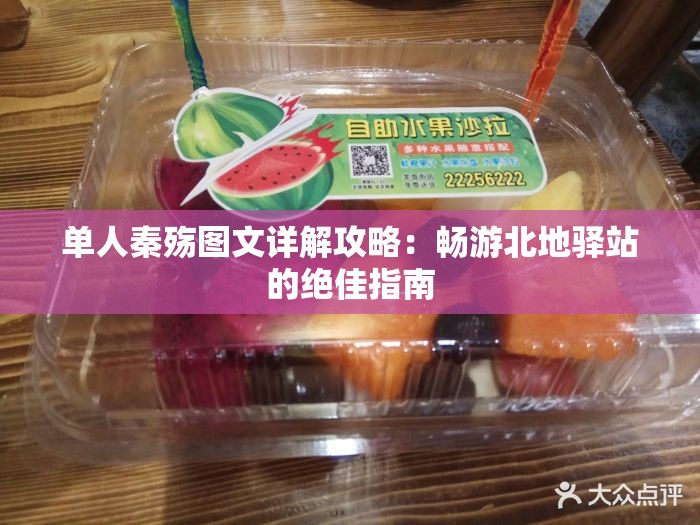 自助水果沙拉
多种水果随意搭配
22256222
单人秦殇图文详解攻略：畅游北地驿站
的绝佳指南
大众点评